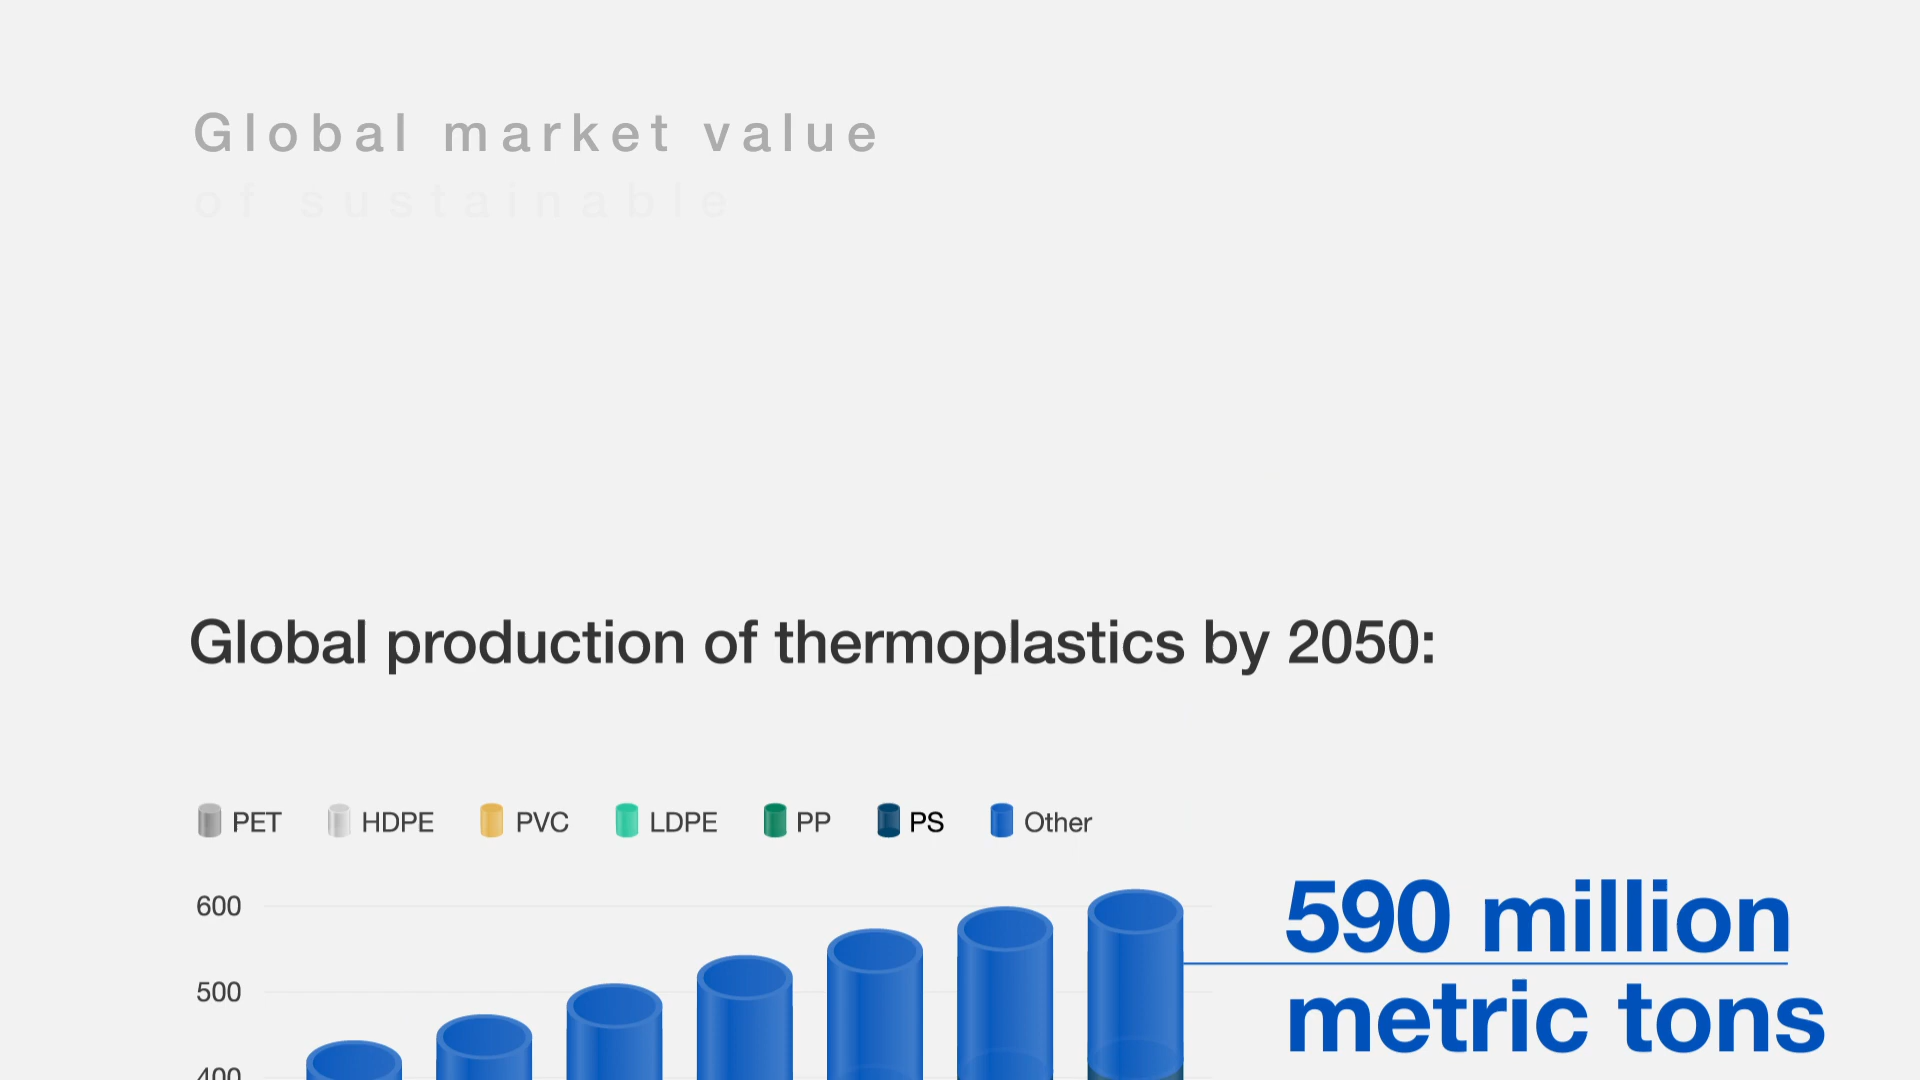 Global market value
of sustainable
Global production of thermoplastics by 2050:
PET HDPE PVC LDPE PP PS Other
600
590 million
500
metric tons
400